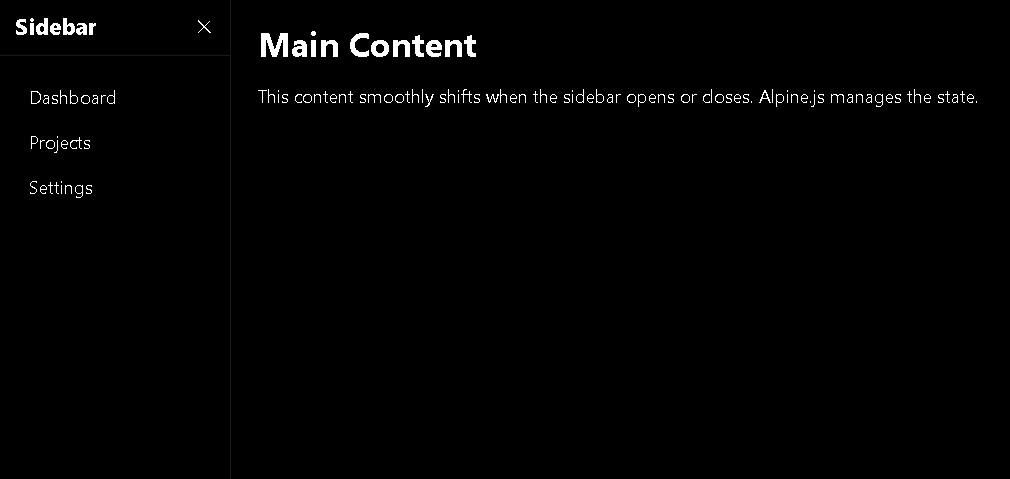 Sidebar
Main Content
This content smoothly shifts when the sidebar opens or closes. Alpine.js manages the state.
Dashboard
Projects
Settings